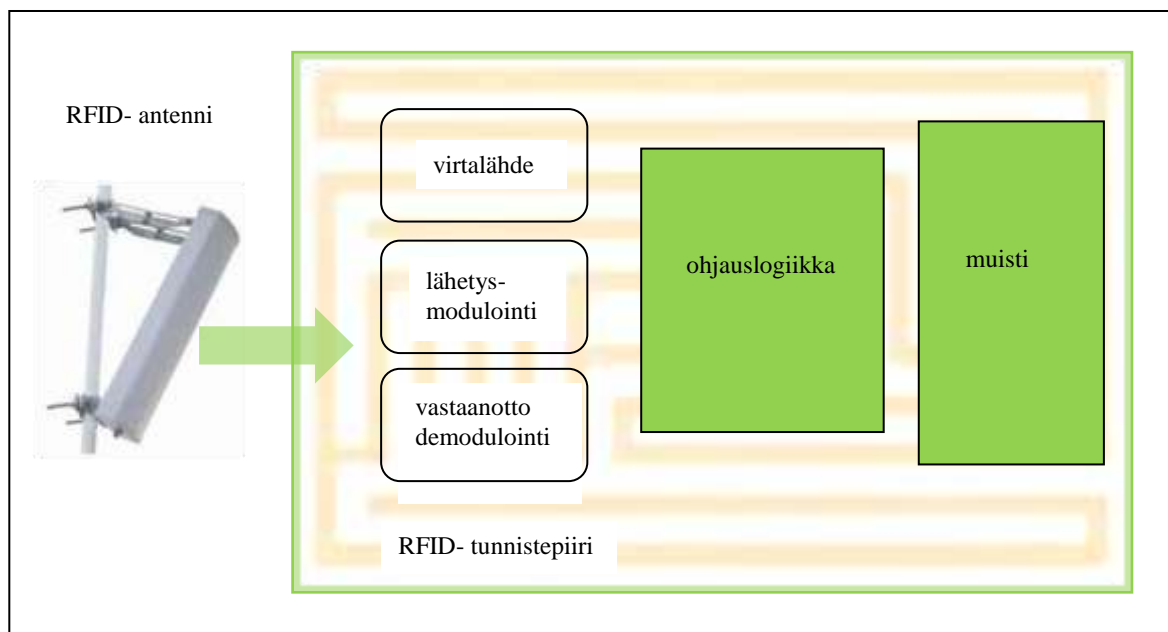 RFID- antenni
virtalähde
lähetys-
modulointi
vastaanotto
demodulointi
ohjauslogiikka
muisti
RFID- tunnistepiiri